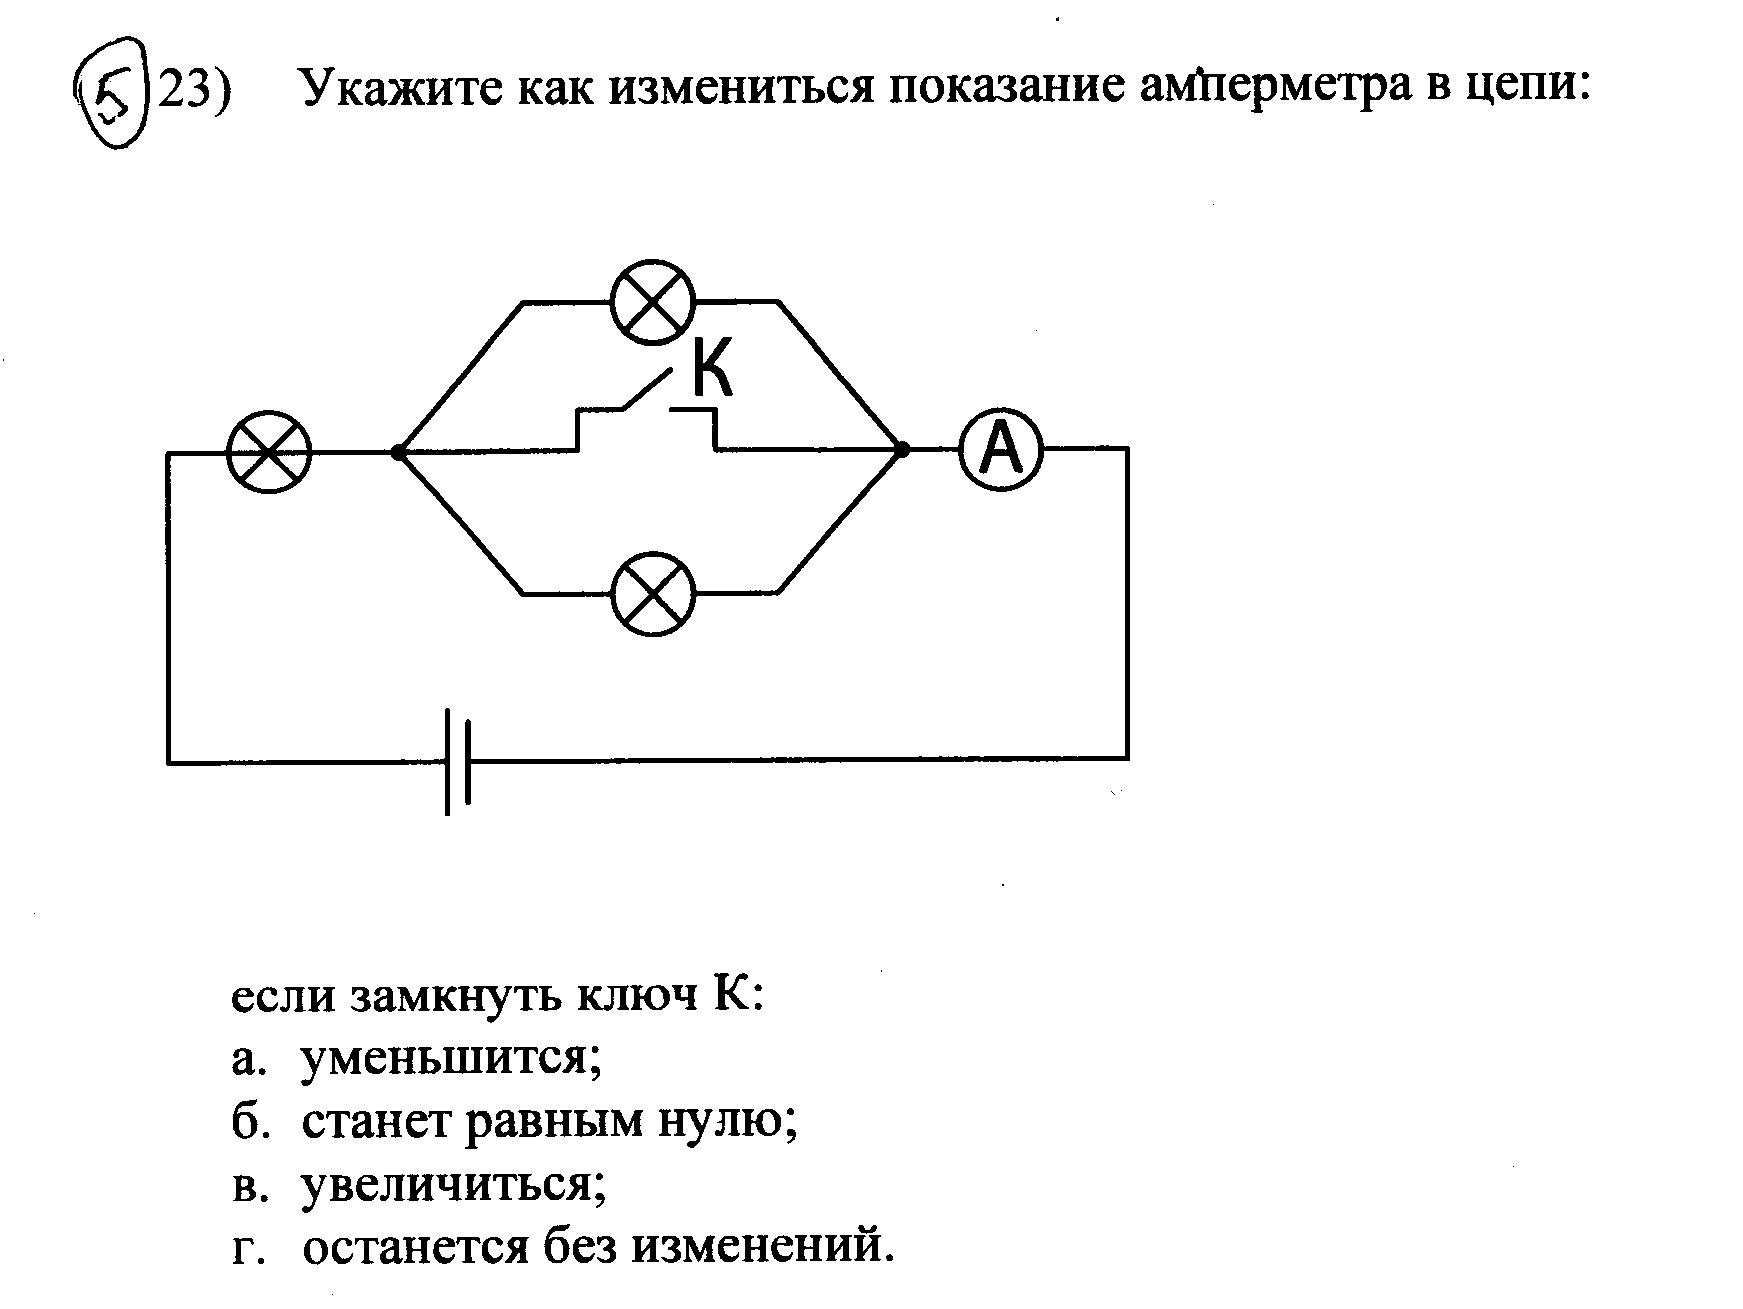 5 23) Укажите как измениться показание амперметра в цепи:
К
А
если замкнуть ключ К:
а. уменьшится;
б. станет равным нулю;
в. увеличиться;
г. останется без изменений.